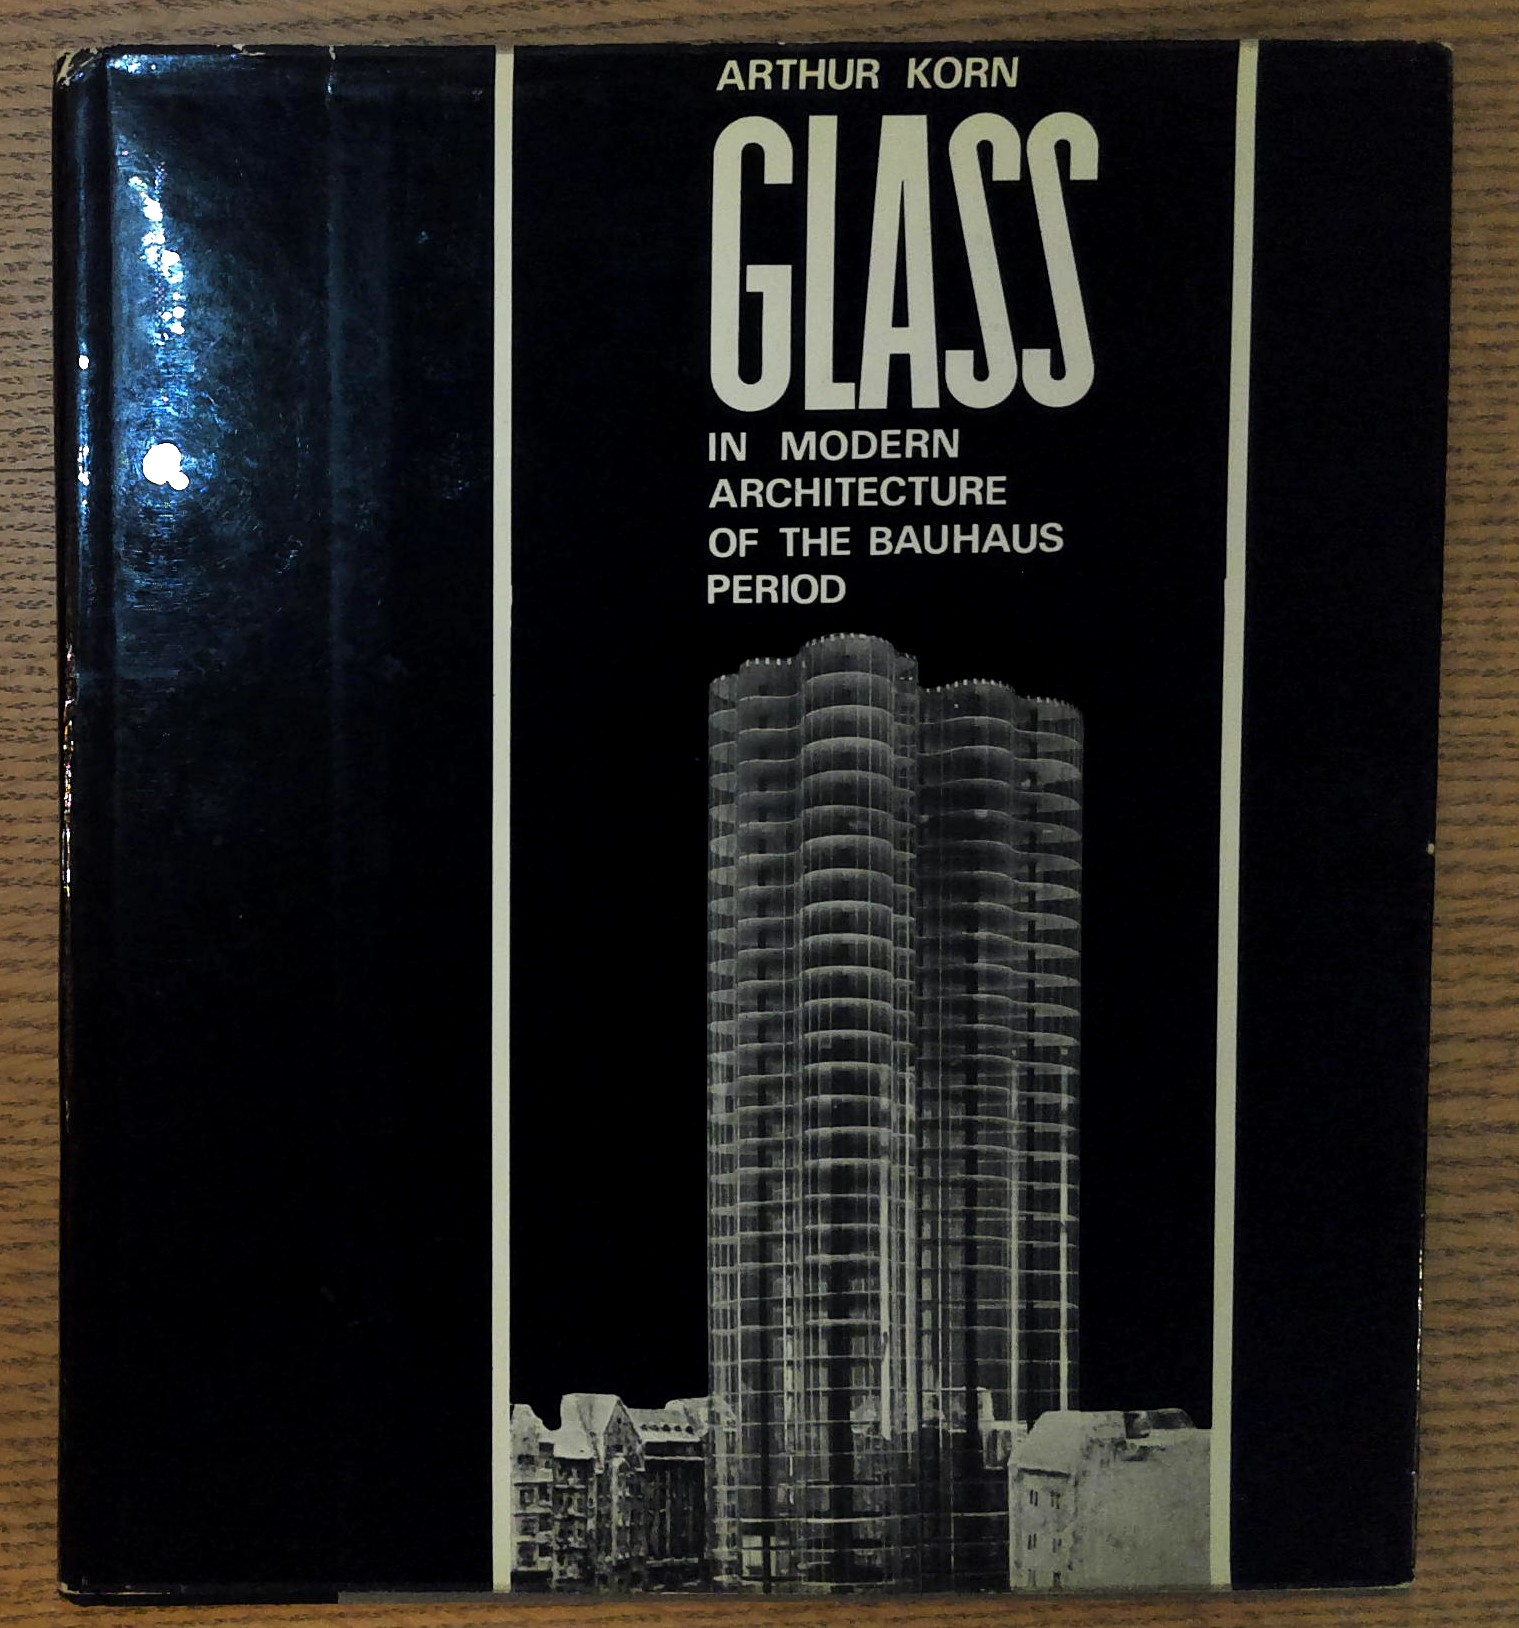 ARTHUR KORN
GLASS
IN MODERN
ARCHITECTURE
OF THE BAUHAUS
PERIOD